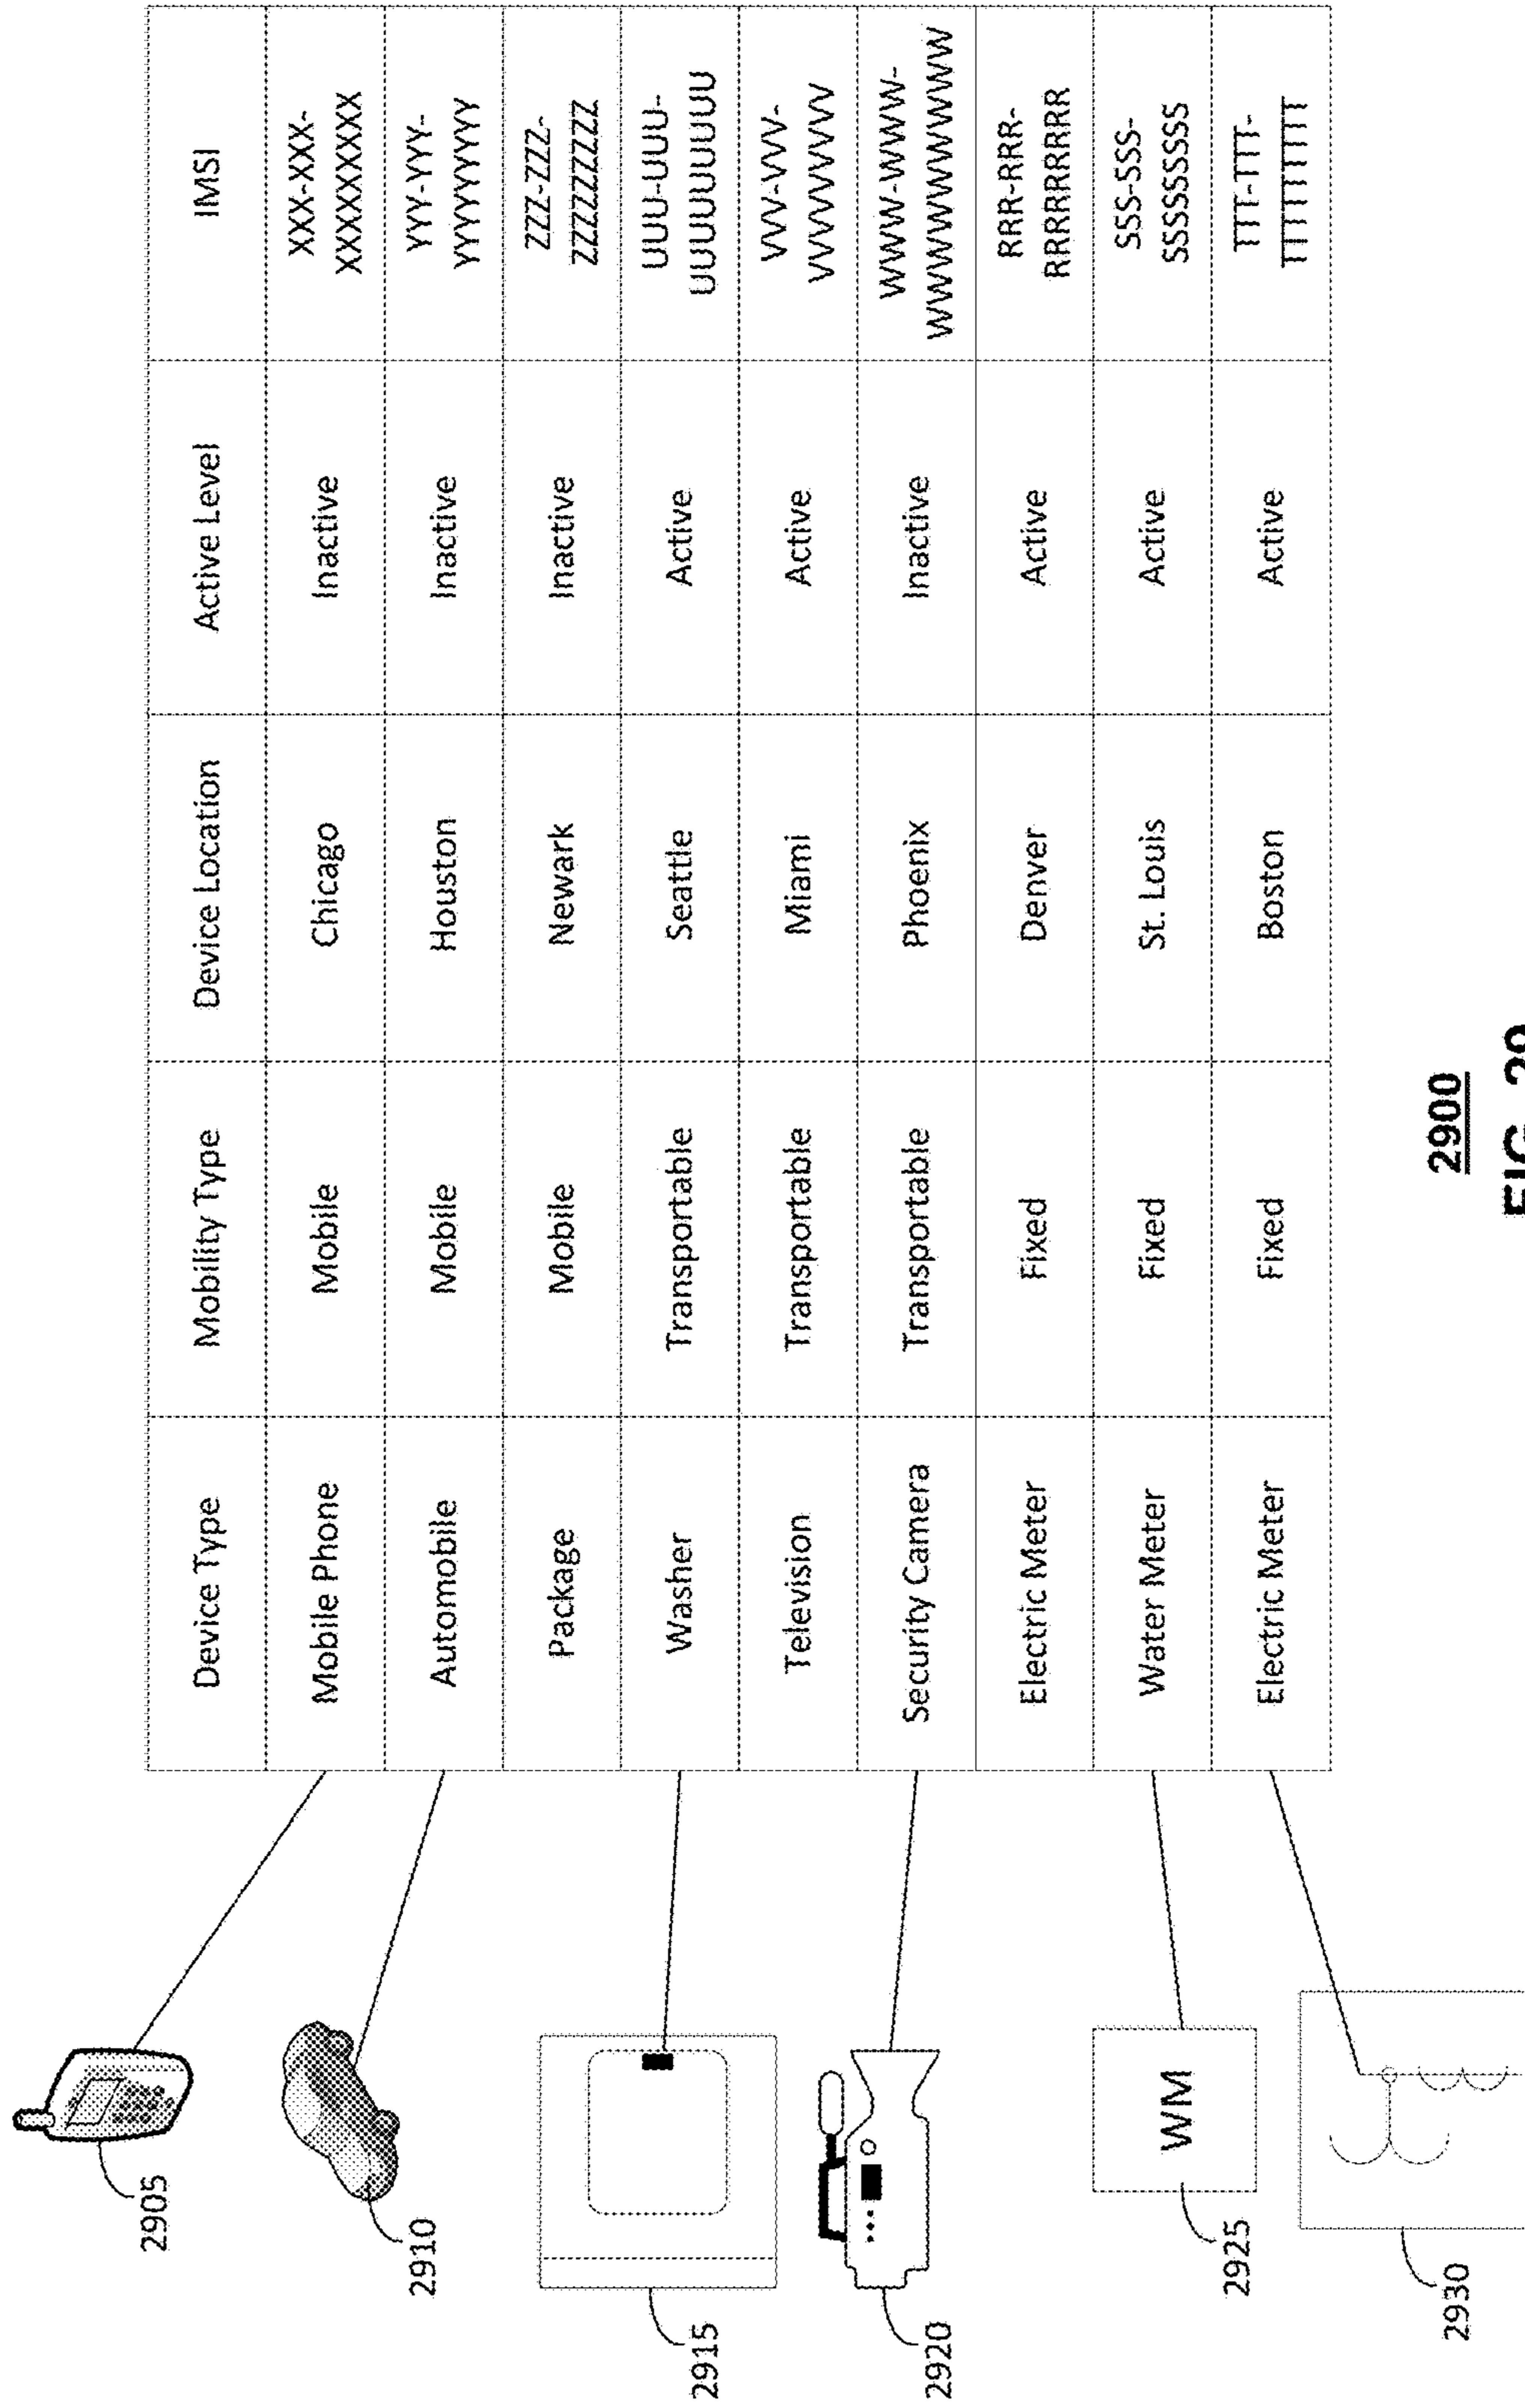 Device Type Mobility Type Device Location Active Level IMSI
2905
Mobile Phone Mobile Chicago Inactive XXX-XXX-
XXXXXXXXX
2910
Automobile Mobile Houston Inactive YYY-YYY-
YYYYYYYYY
Package Mobile Newark Inactive ZZZ-ZZZ-
ZZZZZZZZZ
2915
Washer Transportable Seattle Active UUU-UUU-
UUUUUUUUU
Television Transportable Miami Active VVV-VVV-
VVVVVVVVV
2920
Security Camera Transportable Phoenix Inactive WWW-WWW-
WWWWWWWWW
Electric Meter Fixed Denver Active RRR-RRR-
RRRRRRRRR
WM
2925
Water Meter Fixed St. Louis Active SSS-SSS-
SSSSSSSSS
2930
Electric Meter Fixed Boston Active TTT-TTT-
TTTTTTTTT
2900
FIG. 29